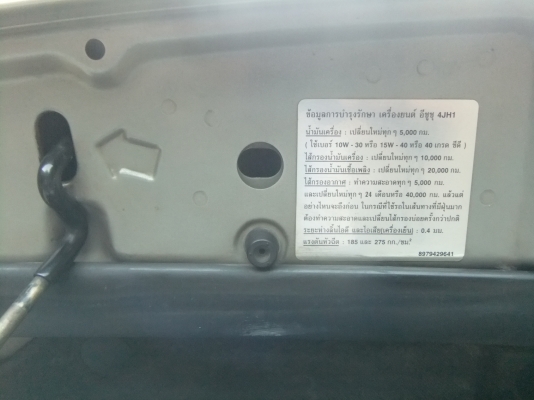 ข้อมูลการบำรุงรักษา เครื่องยนต์ อีซูซุ 4JH1
น้ำมันเครื่อง : เปลี่ยนใหม่ทุกๆ 5,000 กม.
( ใช้เบอร์ 10W - 30 หรือ 15W - 40 หรือ 40 เกรด ซีดี )
ไส้กรองน้ำมันเครื่อง : เปลี่ยนใหม่ทุกๆ 10,000 กม.
ไส้กรองน้ำมันเชื้อเพลิง : เปลี่ยนใหม่ทุกๆ 20,000 กม.
ไส้กรองอากาศ : ทำความสะอาดทุกๆ 5,000 กม.
และเปลี่ยนใหม่ทุกๆ 24 เดือนหรือ 40,000 กม. แล้วแต่
อย่างไหนจะถึงก่อน ในกรณีที่ใช้รถในเส้นทางที่มีฝุ่นมาก
ต้องทำความสะอาดและเปลี่ยนไส้กรองบ่อยครั้งกว่าปกติ
ระยะห่างลิ้นไอดี และไอเสีย(เครื่องเย็น) : 0.4 มม.
แรงดันหัวฉีด : 185 และ 275 กก./ซม.²
8979429641